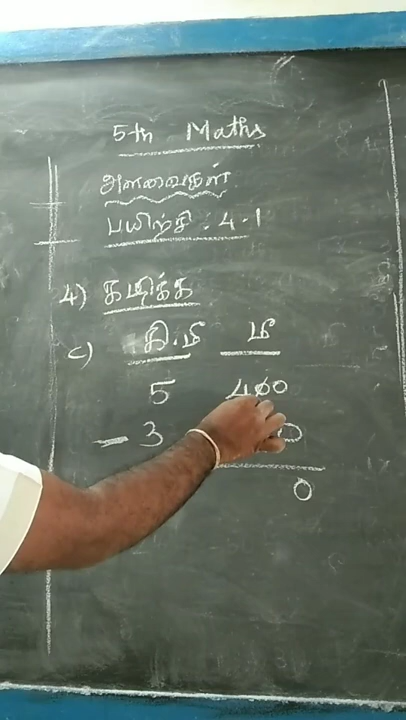 5th Maths
அளவைகள்
பயிற்சி : 4.1
4) கழிக்க
c) கி.மீ மீ
5 400
- 3 0
0